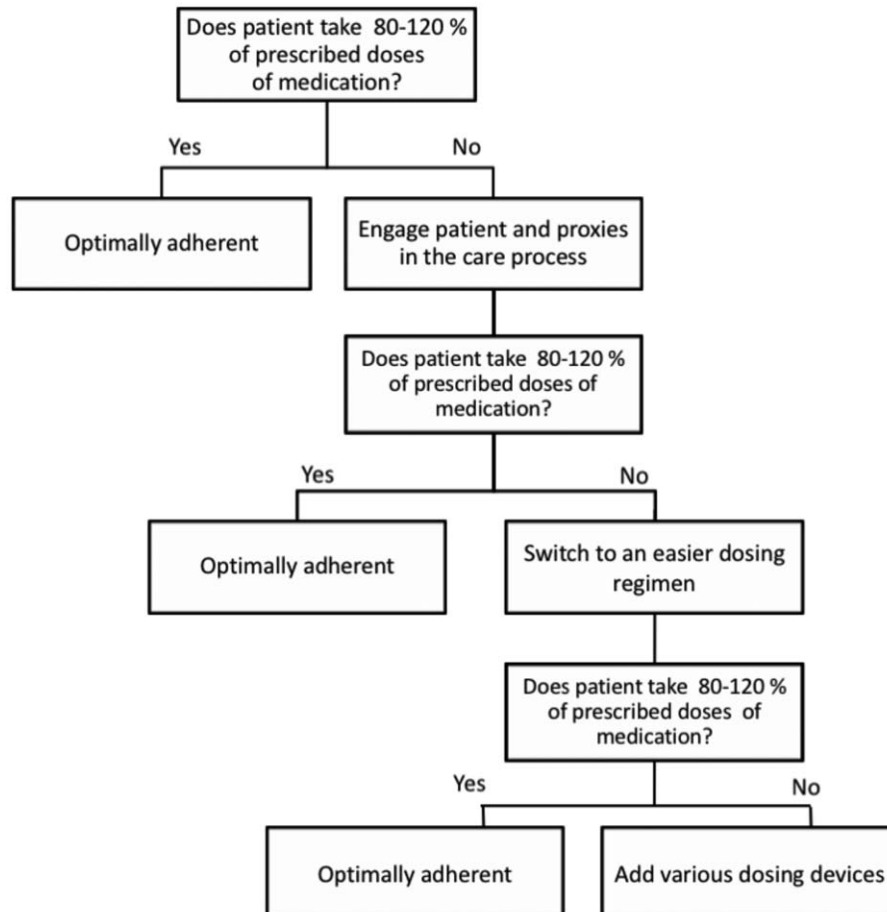 Does patient take 80-120 %
of prescribed doses
of medication?
Yes
No
Optimally adherent
Engage patient and proxies
in the care process
Does patient take 80-120 %
of prescribed doses of
medication?
Yes
No
Optimally adherent
Switch to an easier dosing
regimen
Does patient take 80-120 %
of prescribed doses of
medication?
Yes
No
Optimally adherent
Add various dosing devices